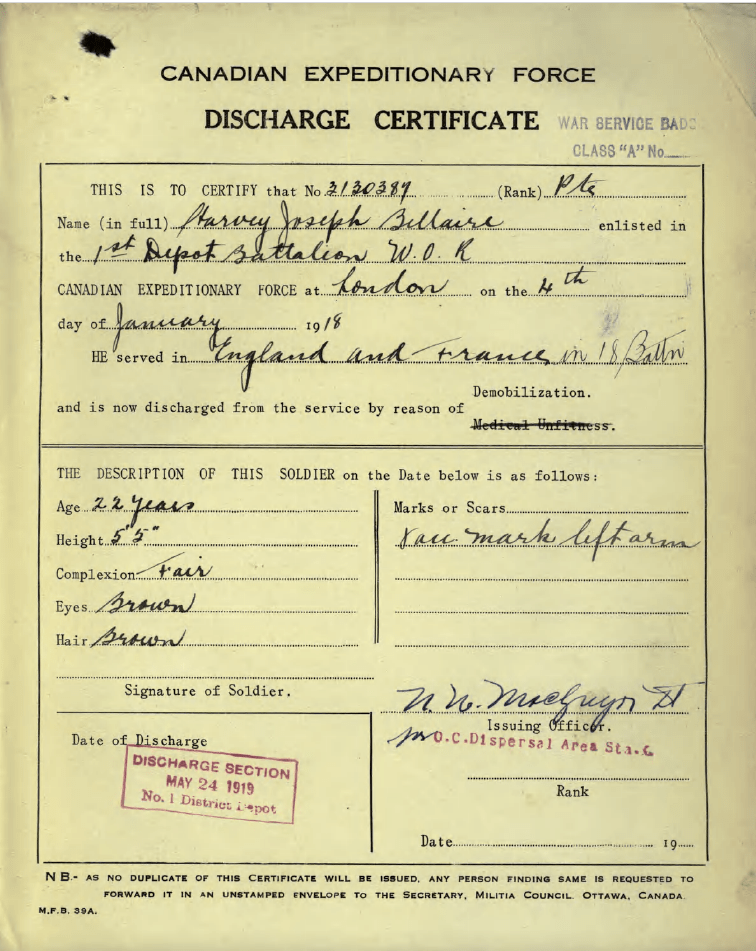 CANADIAN EXPEDITIONARY FORCE
DISCHARGE CERTIFICATE
WAR SERVICE BADG
CLASS "A" No
THIS IS TO CERTIFY that No 3130389 (Rank) Pte
Name (in full) Harvey Joseph Bellaire enlisted in
the 1st Depot Battalion W.O.R
CANADIAN EXPEDITIONARY FORCE at London on the 4th
day of January 1918
HE served in England and France in 18 Battn
Demobilization.
and is now discharged from the service by reason of
Medical Unfitness.
THE DESCRIPTION OF THIS SOLDIER on the Date below is as follows:
Age 22 years
Height 5'5"
Complexion Fair
Eyes Brown
Hair Brown
Marks or Scars
Vacc. mark left arm
Signature of Soldier.
N. MacGregor Lt
Issuing Officer.
for O.C. Dispersal Area Sta.
Date of Discharge
DISCHARGE SECTION
MAY 24 1919
No. 1 District Depot
Rank
Date 19
N B.- AS NO DUPLICATE OF THIS CERTIFICATE WILL BE ISSUED, ANY PERSON FINDING SAME IS REQUESTED TO
FORWARD IT IN AN UNSTAMPED ENVELOPE TO THE SECRETARY, MILITIA COUNCIL. OTTAWA, CANADA.
M.F.B. 39A.